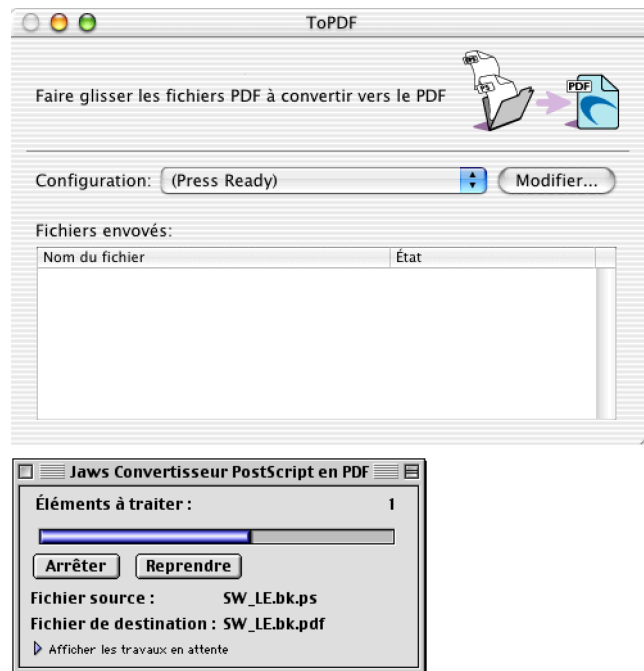 ToPDF
PS
PS
PDF
Faire glisser les fichiers PDF à convertir vers le PDF
Configuration: (Press Ready) Modifier...
Fichiers envoyés:
Nom du fichier État
Jaws Convertisseur PostScript en PDF
Éléments à traiter : 1
Arrêter Reprendre
Fichier source : SW_LE.bk.ps
Fichier de destination : SW_LE.bk.pdf
Afficher les travaux en attente